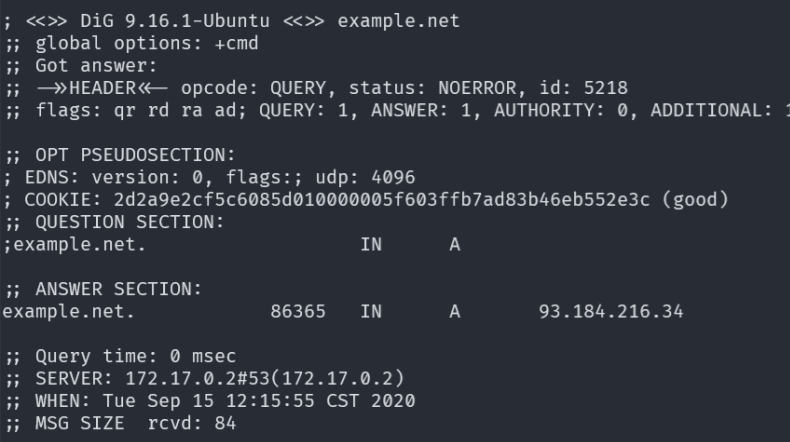 ; <<>> DiG 9.16.1-Ubuntu <<>> example.net
;; global options: +cmd
;; Got answer:
;; ->>HEADER<<- opcode: QUERY, status: NOERROR, id: 5218
;; flags: qr rd ra ad; QUERY: 1, ANSWER: 1, AUTHORITY: 0, ADDITIONAL: 1
;; OPT PSEUDOSECTION:
; EDNS: version: 0, flags:; udp: 4096
; COOKIE: 2d2a9e2cf5c6085d010000005f603ffb7ad83b46eb552e3c (good)
;; QUESTION SECTION:
;example.net. IN A
;; ANSWER SECTION:
example.net. 86365 IN A 93.184.216.34
;; Query time: 0 msec
;; SERVER: 172.17.0.2#53(172.17.0.2)
;; WHEN: Tue Sep 15 12:15:55 CST 2020
;; MSG SIZE rcvd: 84